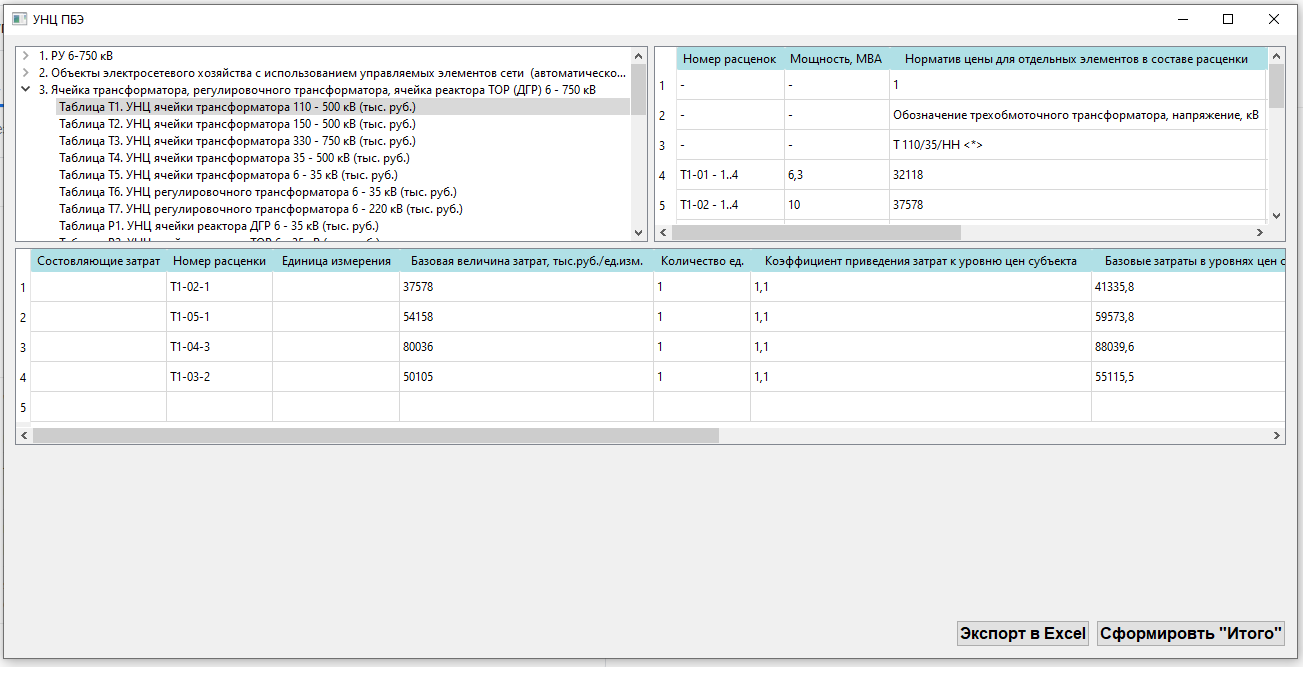 УНЦ ПБЭ
1. РУ 6-750 кВ
2. Объекты электросетевого хозяйства с использованием управляемых элементов сети (автоматическо...
3. Ячейка трансформатора, регулировочного трансформатора, ячейка реактора ТОР (ДГР) 6 - 750 кВ
Таблица Т1. УНЦ ячейки трансформатора 110 - 500 кВ (тыс. руб.)
Таблица Т2. УНЦ ячейки трансформатора 150 - 500 кВ (тыс. руб.)
Таблица Т3. УНЦ ячейки трансформатора 330 - 750 кВ (тыс. руб.)
Таблица Т4. УНЦ ячейки трансформатора 35 - 500 кВ (тыс. руб.)
Таблица Т5. УНЦ ячейки трансформатора 6 - 35 кВ (тыс. руб.)
Таблица Т6. УНЦ регулировочного трансформатора 6 - 35 кВ (тыс. руб.)
Таблица Т7. УНЦ регулировочного трансформатора 6 - 220 кВ (тыс. руб.)
Таблица Р1. УНЦ ячейки реактора ДГР 6 - 35 кВ (тыс. руб.)
Номер расценок Мощность, МВА Норматив цены для отдельных элементов в составе расценки
1 - - 1
2 - - Обозначение трехобмоточного трансформатора, напряжение, кВ
3 - - Т 110/35/НН <*>
4 Т1-01 - 1..4 6,3 32118
5 Т1-02 - 1..4 10 37578
Состовляющие затрат Номер расценки Единица измерения Базовая величина затрат, тыс.руб./ед.изм. Количество ед. Коэффициент приведения затрат к уровню цен субъекта Базовые затраты в уровнях цен с
1 Т1-02-1 37578 1 1,1 41335,8
2 Т1-05-1 54158 1 1,1 59573,8
3 Т1-04-3 80036 1 1,1 88039,6
4 Т1-03-2 50105 1 1,1 55115,5
5
Экспорт в Excel Сформировть "Итого"